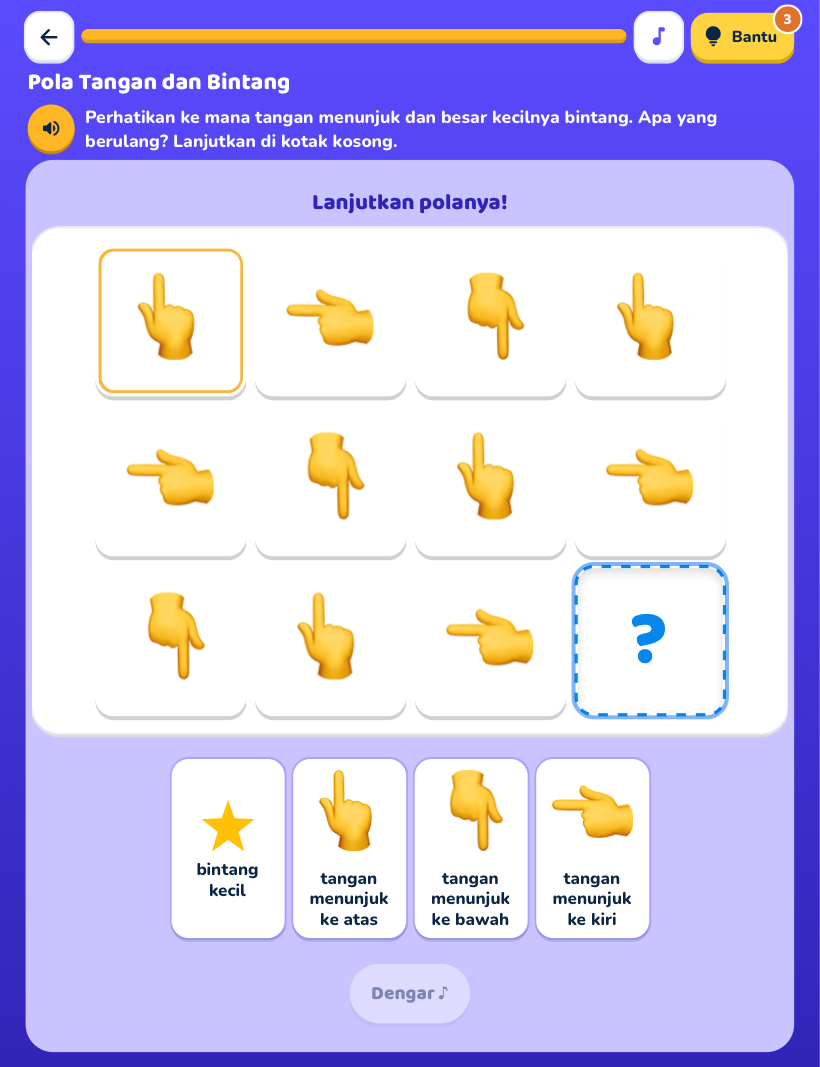 3
Bantu
Pola Tangan dan Bintang
Perhatikan ke mana tangan menunjuk dan besar kecilnya bintang. Apa yang
berulang? Lanjutkan di kotak kosong.
Lanjutkan polanya!
?
bintang
kecil
tangan
menunjuk
ke atas
tangan
menunjuk
ke bawah
tangan
menunjuk
ke kiri
Dengar ♪